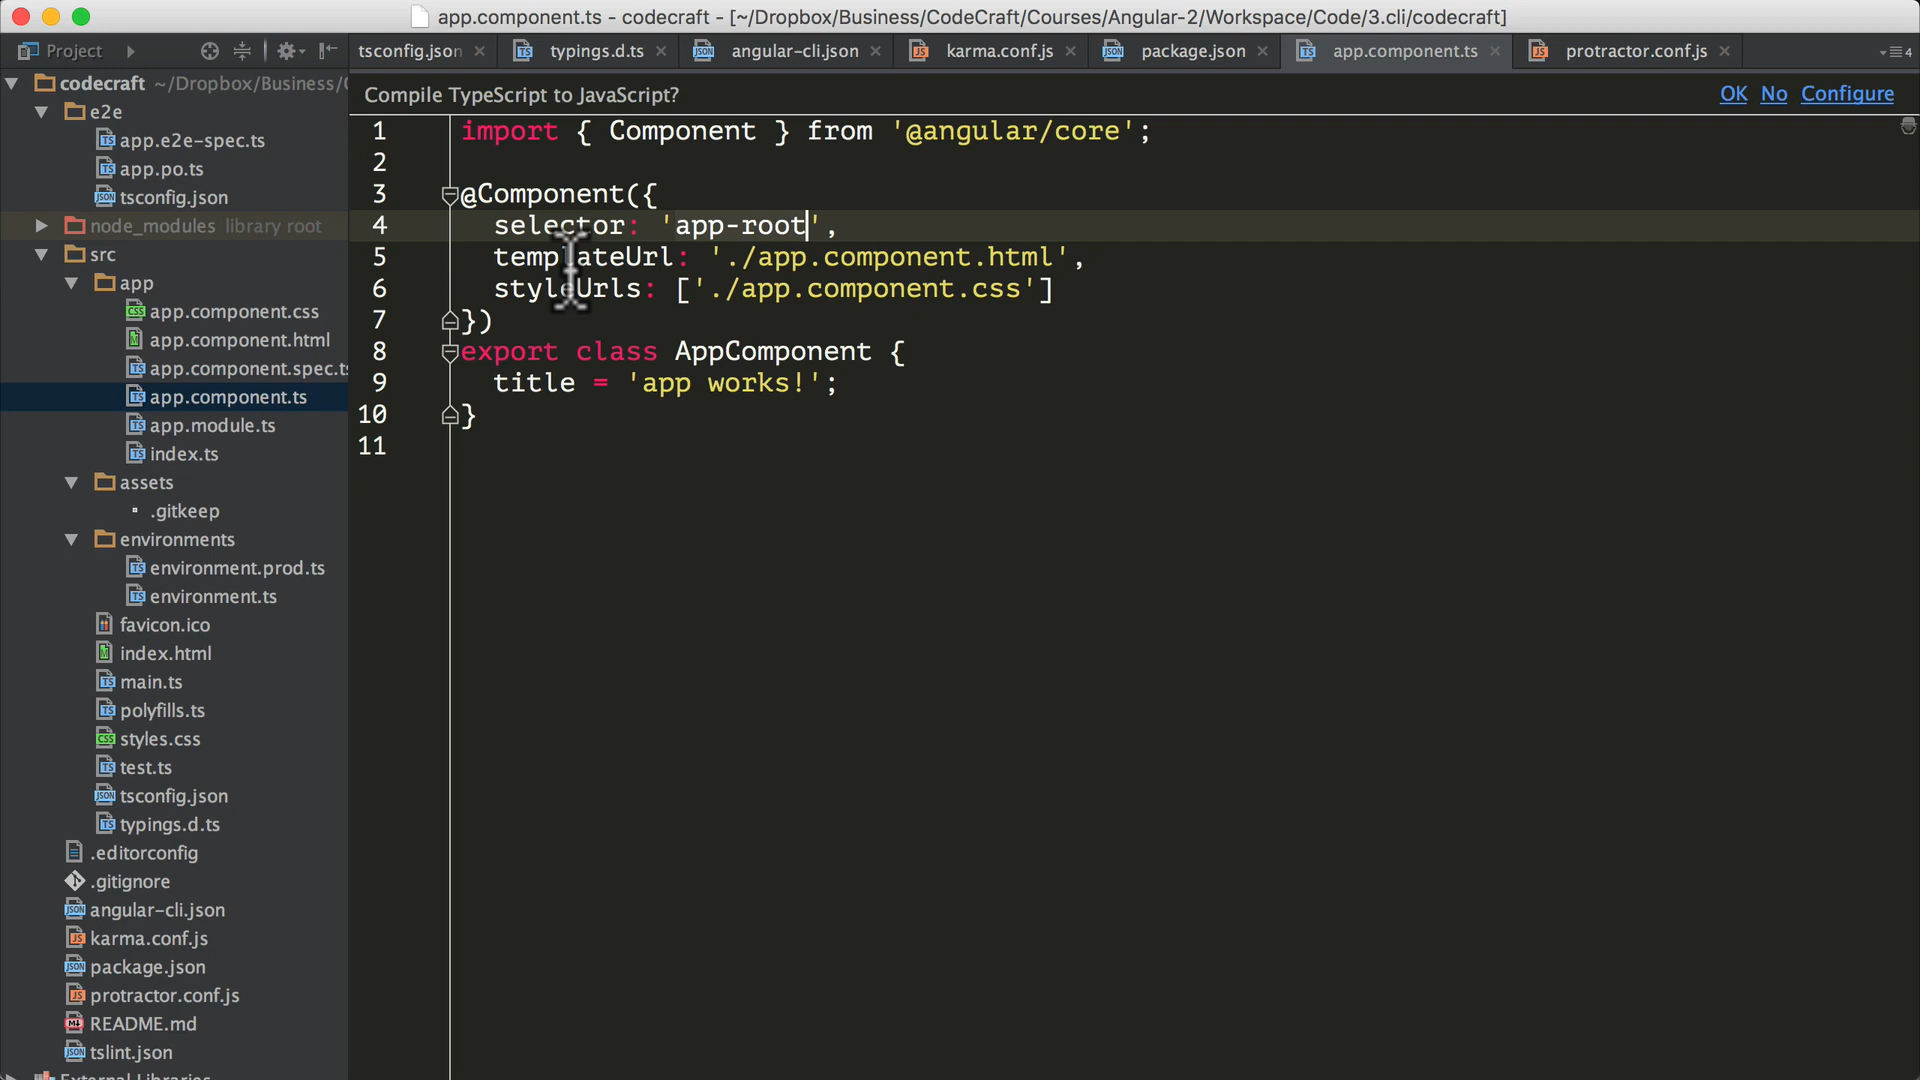 app.component.ts - codecraft - [~/Dropbox/Business/CodeCraft/Courses/Angular-2/Workspace/Code/3.cli/codecraft]
Project
tsconfig.json
typings.d.ts
angular-cli.json
karma.conf.js
package.json
app.component.ts
protractor.conf.js
4
codecraft ~/Dropbox/Business/
e2e
app.e2e-spec.ts
app.po.ts
tsconfig.json
node_modules library root
src
app
app.component.css
app.component.html
app.component.spec.ts
app.component.ts
app.module.ts
index.ts
assets
.gitkeep
environments
environment.prod.ts
environment.ts
favicon.ico
index.html
main.ts
polyfills.ts
styles.css
test.ts
tsconfig.json
typings.d.ts
.editorconfig
.gitignore
angular-cli.json
karma.conf.js
package.json
protractor.conf.js
README.md
tslint.json
External Libraries
Compile TypeScript to JavaScript?
OK No Configure
1 import { Component } from '@angular/core';
2
3 @Component({
4 selector: 'app-root',
5 templateUrl: './app.component.html',
6 styleUrls: ['./app.component.css']
7 })
8 export class AppComponent {
9 title = 'app works!';
10 }
11